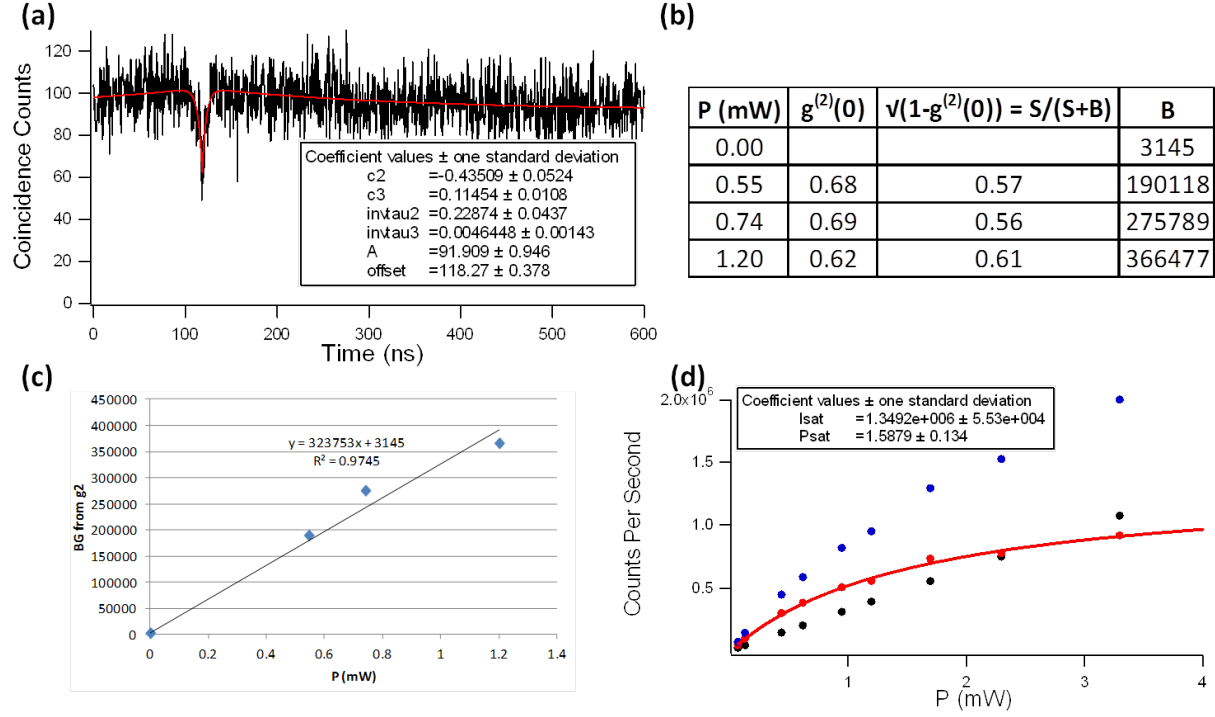 (a)
120
100
80
60
40
20
0
Coincidence Counts
Coefficient values ± one standard deviation
c2 =-0.43509 ± 0.0524
c3 =0.11454 ± 0.0108
invtau2 =0.22874 ± 0.0437
invtau3 =0.0046448 ± 0.00143
A =91.909 ± 0.946
offset =118.27 ± 0.378
0 100 200 300 400 500 600
Time (ns)
(b)
P (mW) g(2)(0) √(1-g(2)(0)) = S/(S+B) B
0.00 3145
0.55 0.68 0.57 190118
0.74 0.69 0.56 275789
1.20 0.62 0.61 366477
(c)
450000
400000
350000
300000
250000
200000
150000
100000
50000
0
BG from g2
y = 323753x + 3145
R² = 0.9745
0 0.2 0.4 0.6 0.8 1 1.2 1.4
P (mW)
(d)
2.0x10⁶
1.5
1.0
0.5
Counts Per Second
Coefficient values ± one standard deviation
Isat =1.3492e+006 ± 5.53e+004
Psat =1.5879 ± 0.134
1 2 3 4
P (mW)